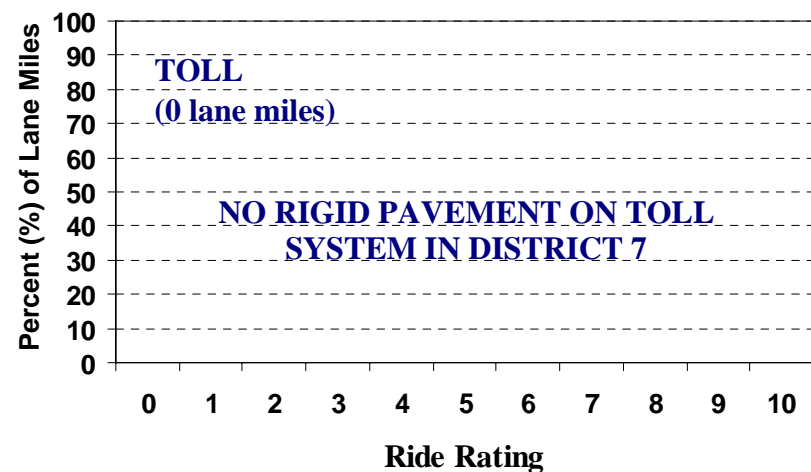 Percent (%) of Lane Miles
100
90
80
70
60
50
40
30
20
10
0
TOLL
(0 lane miles)
NO RIGID PAVEMENT ON TOLL
SYSTEM IN DISTRICT 7
0 1 2 3 4 5 6 7 8 9 10
Ride Rating